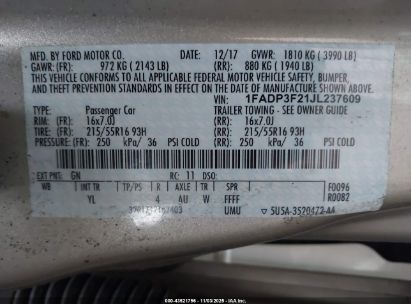 MFD. BY FORD MOTOR CO. 12/17 GVWR: 1810 KG ( 3990 LB)
GAWR:(FR) 972 KG ( 2143 LB) (RR): 880 KG ( 1940 LB)
THIS VEHICLE CONFORMS TO ALL APPLICABLE FEDERAL MOTOR VEHICLE
SAFETY, BUMPER, AND THEFT PREVENTION STANDARDS IN EFFECT ON THE DATE OF MANUFACTURE SHOWN ABOVE.
VIN: 1FADP3F21JL237609
TYPE: Passenger Car TRAILER TOWING - SEE OWNER GUIDE
RIM: (FR) 16x7.0J (RR): 16x7.0J
TIRE: (FR) 215/55R16 93H (RR): 215/55R16 93H
PRESSURE: (FR) 250 kPa/ 36 PSI COLD (RR): 250 kPa/ 36 PSI COLD
EXT PNT: GN RC: 11 DSO:
WB INT TR TP/PS R AXLE TR SPR F0096
YL 4 AU W FFFF R0082
UMU 5U5A-3520472-AA